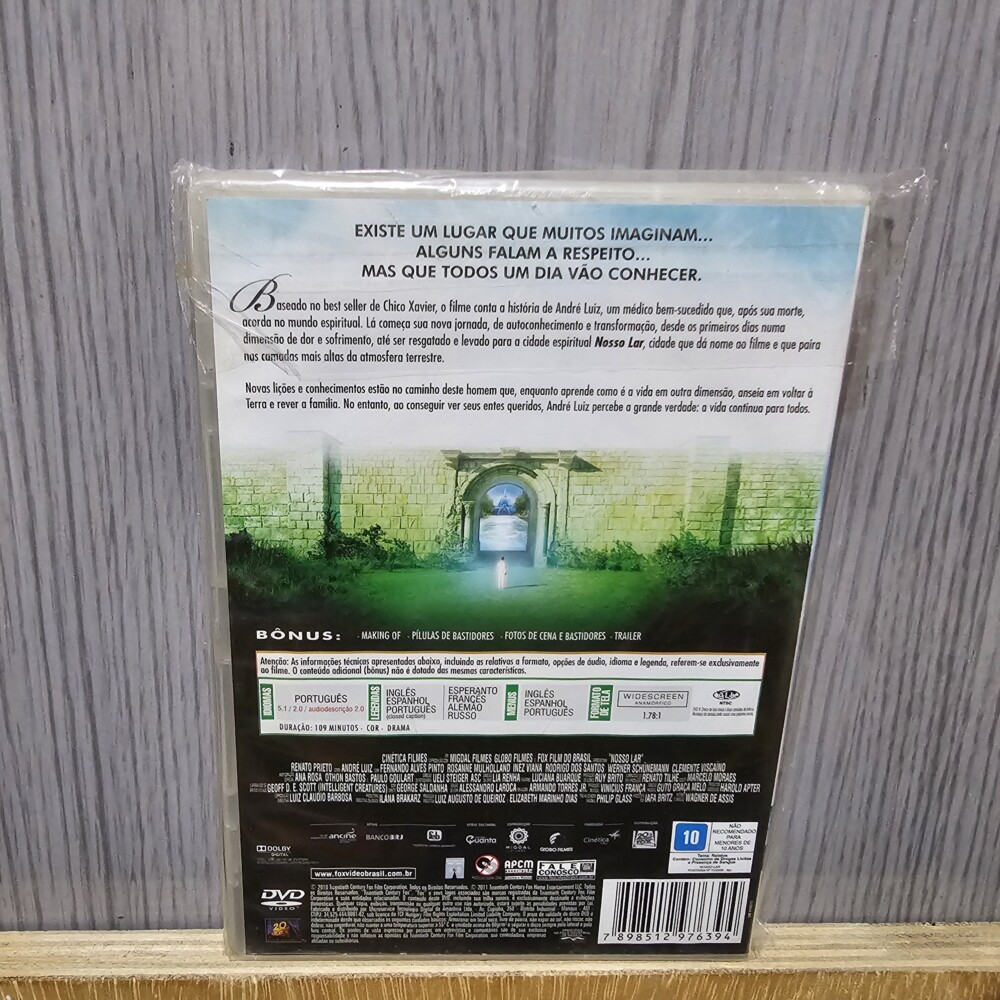 EXISTE UM LUGAR QUE MUITOS IMAGINAM...
ALGUNS FALAM A RESPEITO...
MAS QUE TODOS UM DIA VÃO CONHECER.
Baseado no best seller de Chico Xavier, o filme conta a história de André Luiz, um médico bem-sucedido que, após sua morte,
acorda no mundo espiritual. Lá começa sua nova jornada, de autoconhecimento e transformação, desde os primeiros dias numa
dimensão de dor e sofrimento, até ser resgatado e levado para a cidade espiritual Nosso Lar, cidade que dá nome ao filme e que paira
nas camadas mais altas da atmosfera terrestre.
Novas lições e conhecimentos estão no caminho deste homem que, enquanto aprende como é a vida em outra dimensão, anseia em voltar à
Terra e rever a família. No entanto, ao conseguir ver seus entes queridos, André Luiz percebe a grande verdade: a vida continua para todos.
BÔNUS: · MAKING OF · PÍLULAS DE BASTIDORES · FOTOS DE CENA E BASTIDORES · TRAILER
Atenção: As informações técnicas apresentadas abaixo, incluindo as relativas a formato, opções de áudio, idioma e legenda, referem-se exclusivamente
ao filme. O conteúdo adicional (bônus) não é dotado das mesmas características.
IDIOMAS
PORTUGUÊS
5.1 / 2.0 / audiodescrição 2.0
LEGENDAS
INGLÊS
ESPANHOL
PORTUGUÊS
(closed caption)
ESPERANTO
FRANCÊS
ALEMÃO
RUSSO
MENUS
INGLÊS
ESPANHOL
PORTUGUÊS
FORMATO
DE TELA
WIDESCREEN
ANAMÓRFICO
1.78:1
NTSC
DURAÇÃO: 109 MINUTOS - COR - DRAMA
CINÉTICA FILMES MIGDAL FILMES GLOBO FILMES FOX FILM DO BRASIL "NOSSO LAR"
RENATO PRIETO ANDRÉ LUIZ FERNANDO ALVES PINTO ROSANNE MULHOLLAND INEZ VIANA RODRIGO DOS SANTOS WERNER SCHÜNEMANN CLEMENTE VISCAÍNO
ANA ROSA OTHON BASTOS PAULO GOULART UELI STEIGER ASC LIA RENHA LUCIANA BUARQUE RUY BRITO RENATO TILHE MARCELO MORAES
GEOFF D. E. SCOTT (INTELLIGENT CREATURES) GEORGE SALDANHA ALESSANDRO LAROCA ARMANDO TORRES JR. VINICIUS FRANÇA GUTO GRAÇA MELO HAROLD APTER
LUIZ CLAUDIO BARBOSA ILANA BRAKARZ LUIZ AUGUSTO DE QUEIROZ ELIZABETH MARINHO DIAS PHILIP GLASS IAFA BRITZ WAGNER DE ASSIS
ancine
BANCO BRJ
Quanta
MIGDAL
FILMES
GLOBO FILMES
Cinética
10
NÃO
RECOMENDADO
PARA
MENORES DE
10 ANOS
DOLBY
DIGITAL
www.foxvideobrasil.com.br
APCM
FALE
CONOSCO
DVD
VIDEO
20
7 898512 976394